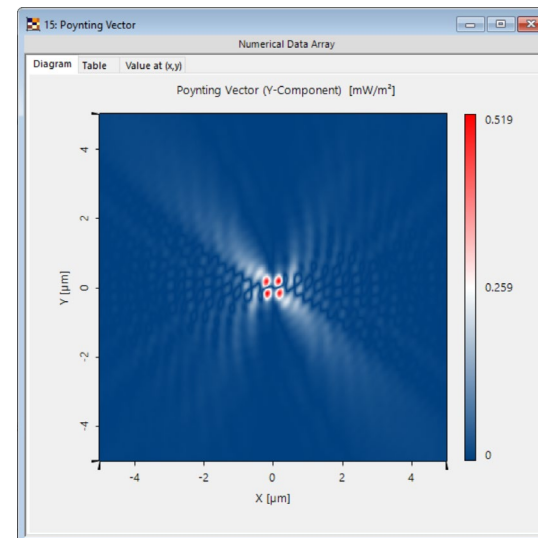 15: Poynting Vector
Numerical Data Array
Diagram Table Value at (x,y)
Poynting Vector (Y-Component) [mW/m²]
0.519
4
2
0.259
0
Y [µm]
-2
-4
0
-4 -2 0 2 4
X [µm]